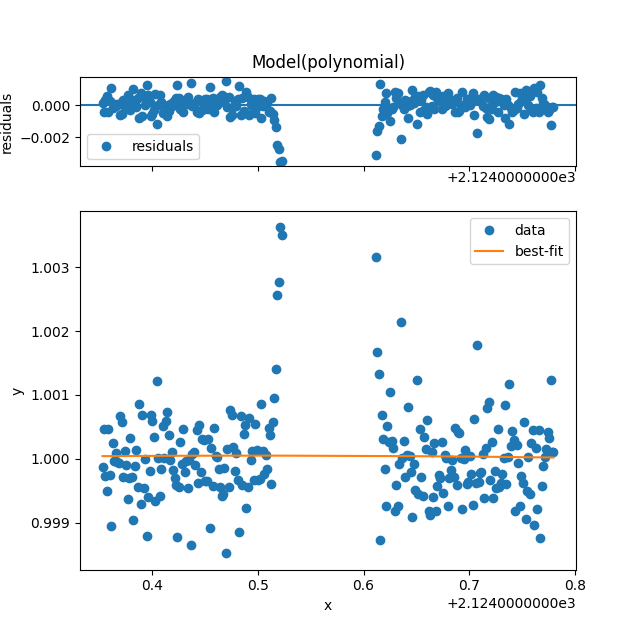 Model(polynomial)
residuals
0.000
−0.002
residuals
+2.1240000000e3
y
1.003
1.002
1.001
1.000
0.999
data
best-fit
0.4 0.5 0.6 0.7 0.8
x
+2.1240000000e3